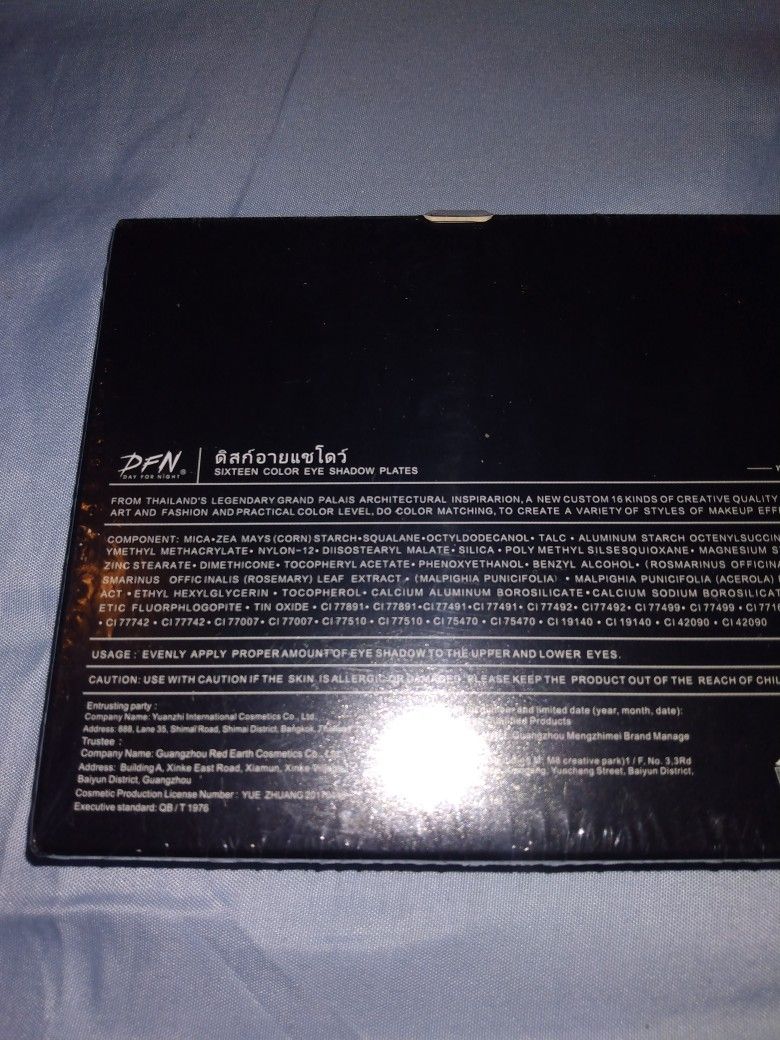 DFN
DAY FOR NIGHT®
ดิสก์อายแชโดว์
SIXTEEN COLOR EYE SHADOW PLATES
FROM THAILAND'S LEGENDARY GRAND PALAIS ARCHITECTURAL INSPIRARION, A NEW CUSTOM 16 KINDS OF CREATIVE QUALITY
ART AND FASHION AND PRACTICAL COLOR LEVEL, DO COLOR MATCHING, TO CREATE A VARIETY OF STYLES OF MAKEUP EFF
COMPONENT: MICA•ZEA MAYS (CORN) STARCH•SQUALANE•OCTYLDODECANOL• TALC • ALUMINUM STARCH OCTENYLSUCCIN
YMETHYL METHACRYLATE• NYLON-12• DIISOSTEARYL MALATE• SILICA • POLY METHYL SILSESQUIOXANE• MAGNESIUM S
ZINC STEARATE• DIMETHICONE• TOCOPHERYL ACETATE• PHENOXYETHANOL• BENZYL ALCOHOL• (ROSMARINUS OFFICINA
SMARINUS OFFICINALIS (ROSEMARY) LEAF EXTRACT • (MALPIGHIA PUNICIFOLIA) • MALPIGHIA PUNICIFOLIA (ACEROLA)
ACT •ETHYL HEXYLGLYCERIN • TOCOPHEROL• CALCIUM ALUMINUM BOROSILICATE•CALCIUM SODIUM BOROSILICAT
ETIC FLUORPHLOGOPITE • TIN OXIDE • CI 77891• CI 77891•CI77491•CI 77491• CI 77492• CI77492• CI 77499• CI 77499
• CI 77742 • CI 77742 • CI 77007• CI 77007• CI 77510 • CI 77510 • CI 75470 • CI 75470 • CI 19140 • CI 19140 • CI 42090 • CI 42090
USAGE: EVENLY APPLY PROPER AMOUNT OF EYE SHADOW TO THE UPPER AND LOWER EYES.
CAUTION: USE WITH CAUTION IF THE SKIN IS ALLERGIC OR DAMAGED. PLEASE KEEP THE PRODUCT OUT OF THE REACH OF CHIL
Entrusting party :
Company Name: Yuanzhi International Cosmetics Co., Ltd.
Address: 888, Lane 35, Shimai Road, Shimai District, Bangkok, Thailand
Trustee :
Company Name: Guangzhou Red Earth Cosmetics Co.,
Address: Building A, Xinke East Road, Xiamun, Xinke
Baiyun District, Guangzhou
Cosmetic Production License Number: YUE ZHUANG
Executive standard: QB / T 1976
and limited date (year, month, date):
Products
Guangzhou Mengzhimei Brand Manage
M8 creative park)1 / F, No. 3,3Rd
Yuscheng Street, Baiyun District,